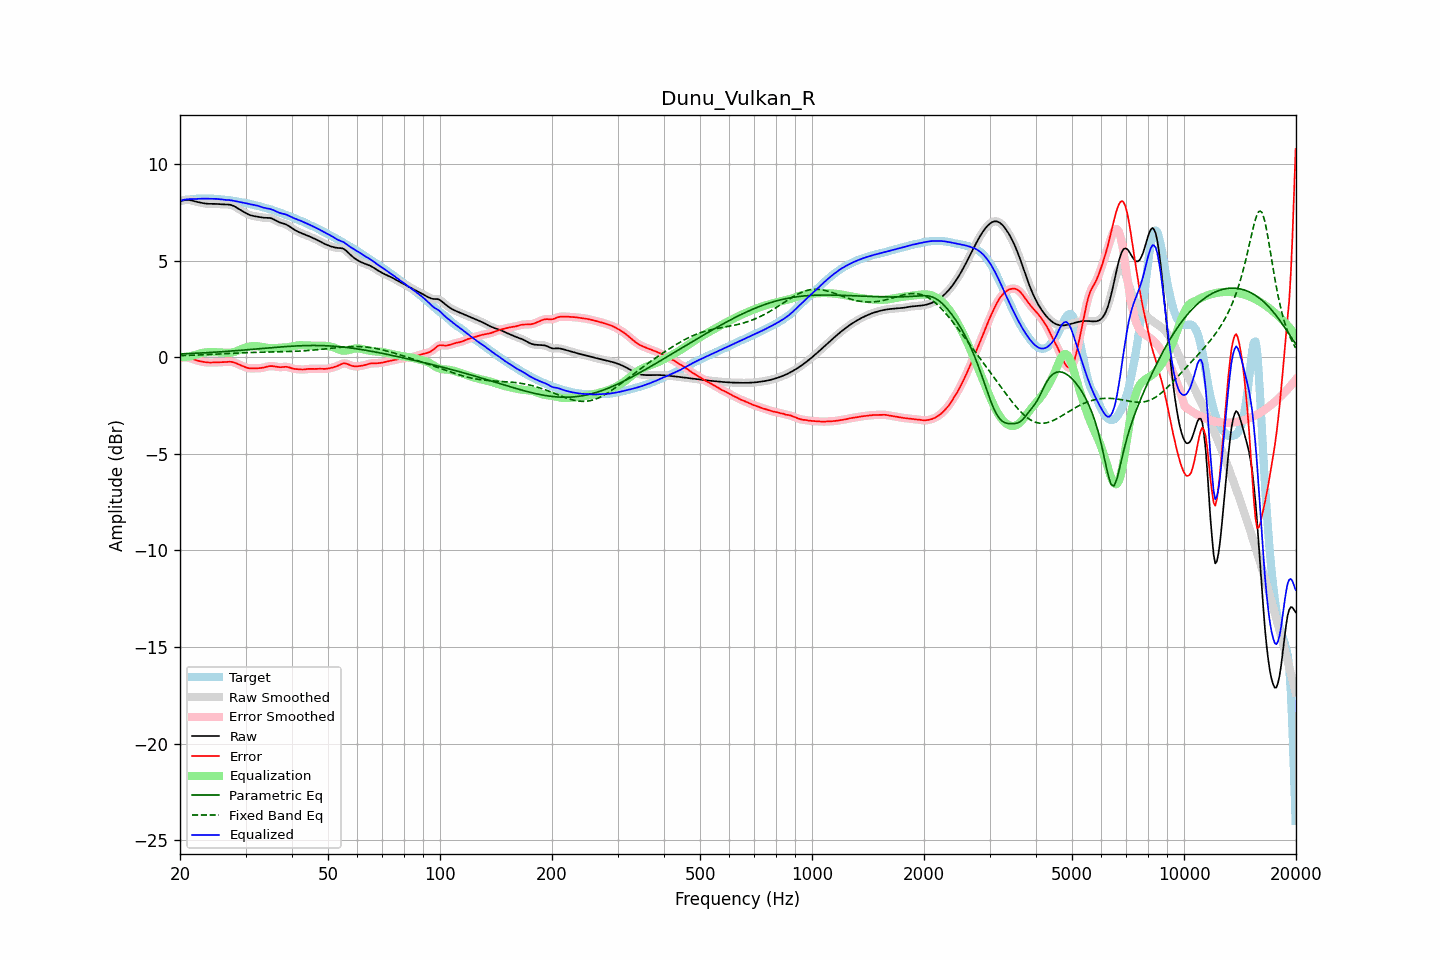 Dunu_Vulkan_R
Amplitude (dBr)
10
5
0
−5
−10
−15
−20
−25
Target
Raw Smoothed
Error Smoothed
Raw
Error
Equalization
Parametric Eq
Fixed Band Eq
Equalized
20 50 100 200 500 1000 2000 5000 10000 20000
Frequency (Hz)